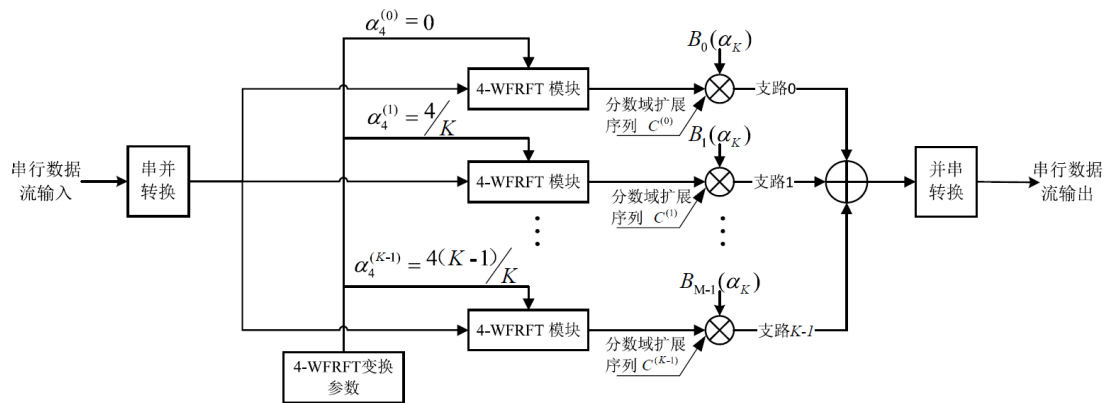 α₄⁽⁰⁾ = 0
B₀(α_K)
4-WFRFT 模块
支路0
分数域扩展
序列 C⁽⁰⁾
α₄⁽¹⁾ = 4/K
B₁(α_K)
串行数据
流输入
串并
转换
4-WFRFT 模块
支路1
并串
转换
串行数据
流输出
分数域扩展
序列 C⁽¹⁾
⋮
⋮
α₄⁽ᴷ⁻¹⁾ = 4(K-1)/K
B_{M-1}(α_K)
4-WFRFT 模块
支路K-1
分数域扩展
序列 C⁽ᴷ⁻¹⁾
4-WFRFT变换
参数